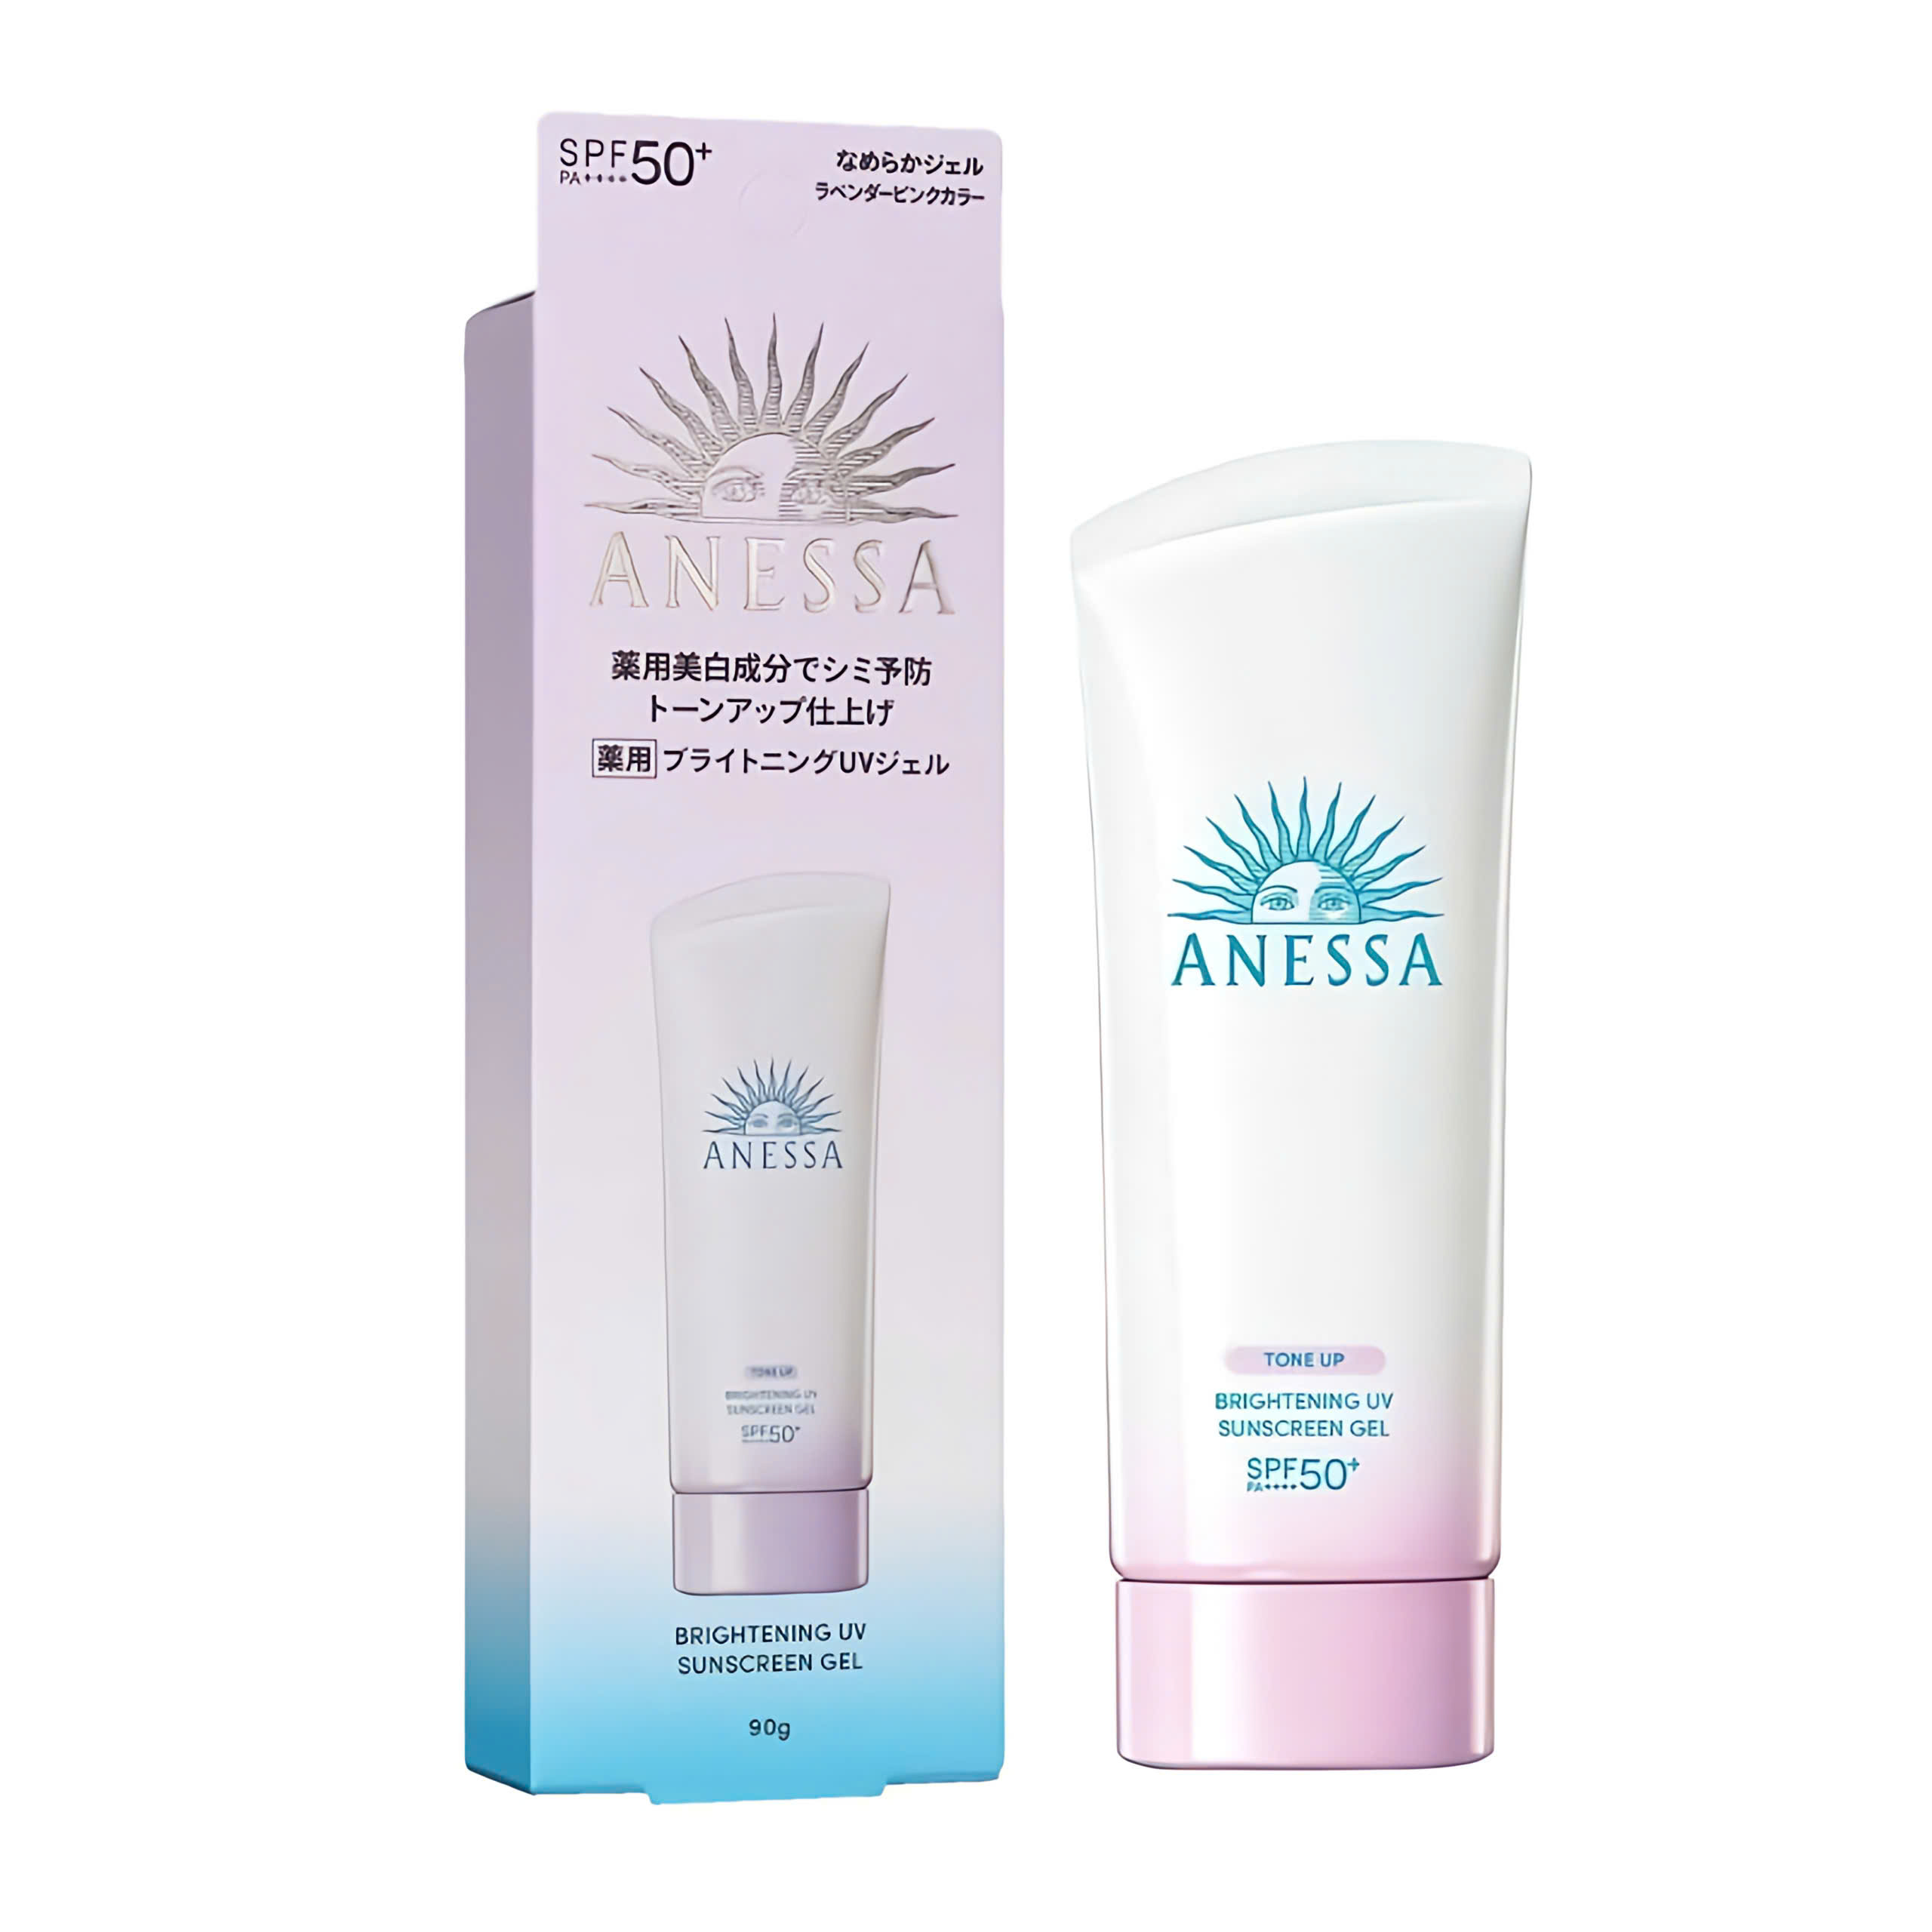 SPF50+
PA++++
なめらかジェル
ラベンダーピンクカラー
ANESSA
薬用美白成分でシミ予防
トーンアップ仕上げ
薬用 ブライトニングUVジェル
ANESSA
TONE UP
BRIGHTENING UV
SUNSCREEN GEL
SPF50+
BRIGHTENING UV
SUNSCREEN GEL
90g
ANESSA
TONE UP
BRIGHTENING UV
SUNSCREEN GEL
SPF50+
PA++++